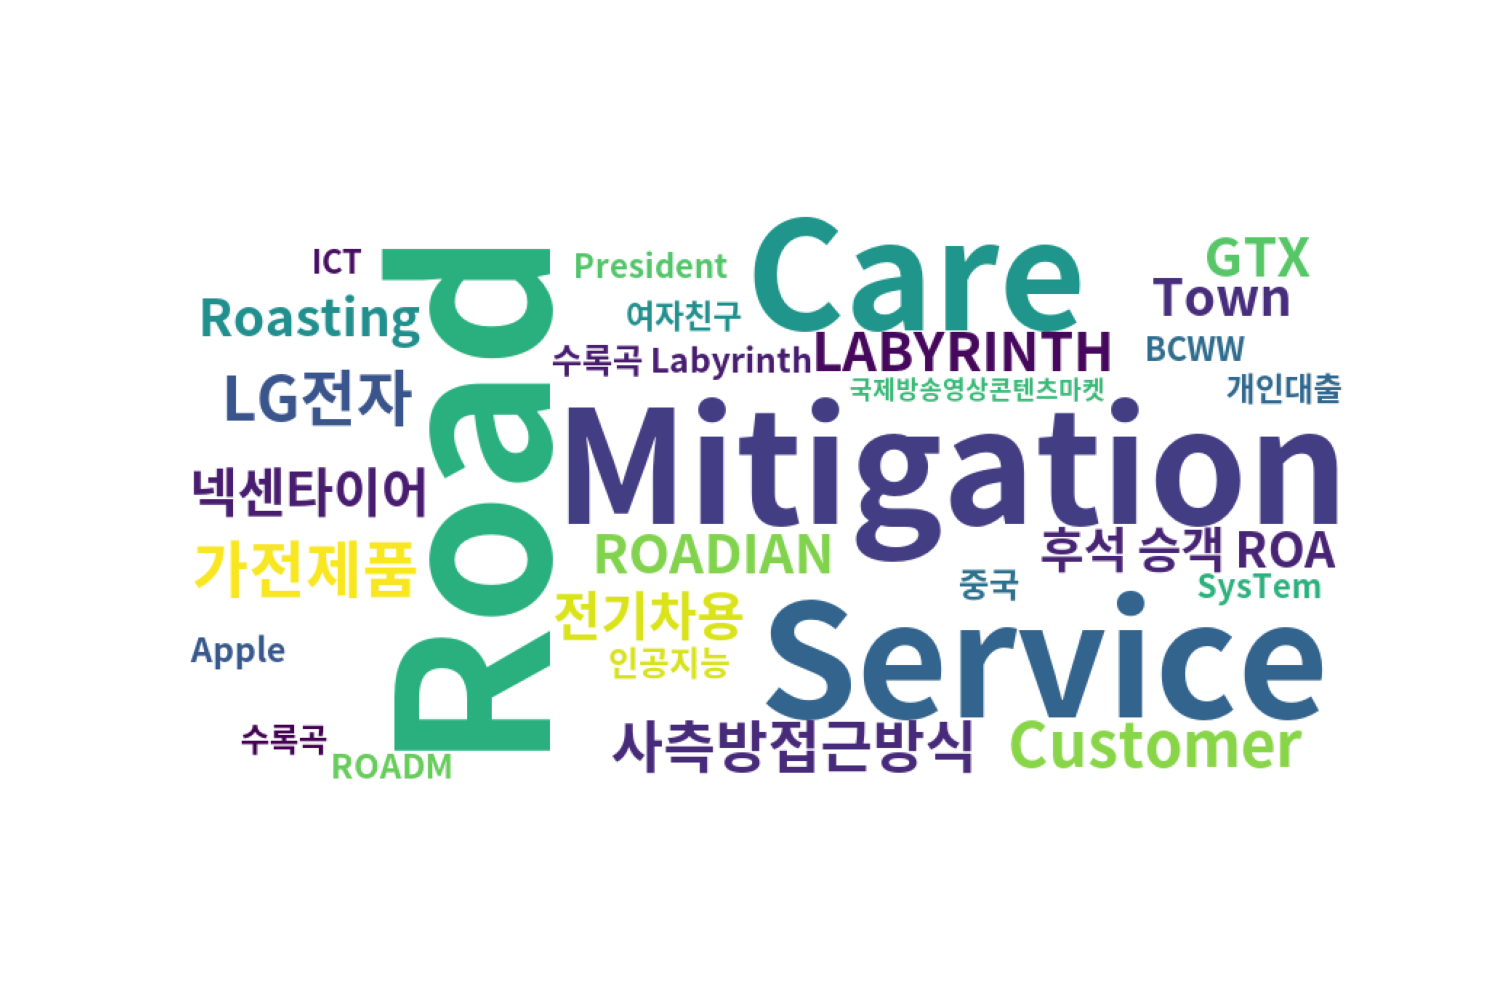 ICT
Roasting
LG전자
넥센타이어
가전제품
Apple
수록곡
ROADM
Road
President
Care
GTX
Town
여자친구
수록곡 Labyrinth
LABYRINTH
BCWW
국제방송영상콘텐츠마켓
개인대출
Mitigation
ROADIAN
후석 승객 ROA
중국
SysTem
전기차용
인공지능
Service
사측방접근방식
Customer